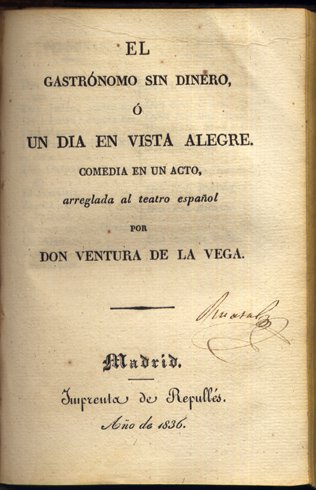 EL
GASTRÓNOMO SIN DINERO,
Ó
UN DIA EN VISTA ALEGRE.
COMEDIA EN UN ACTO,
arreglada al teatro español
POR
DON VENTURA DE LA VEGA.
Madrid.
Imprenta de Repullés.
Año de 1836.